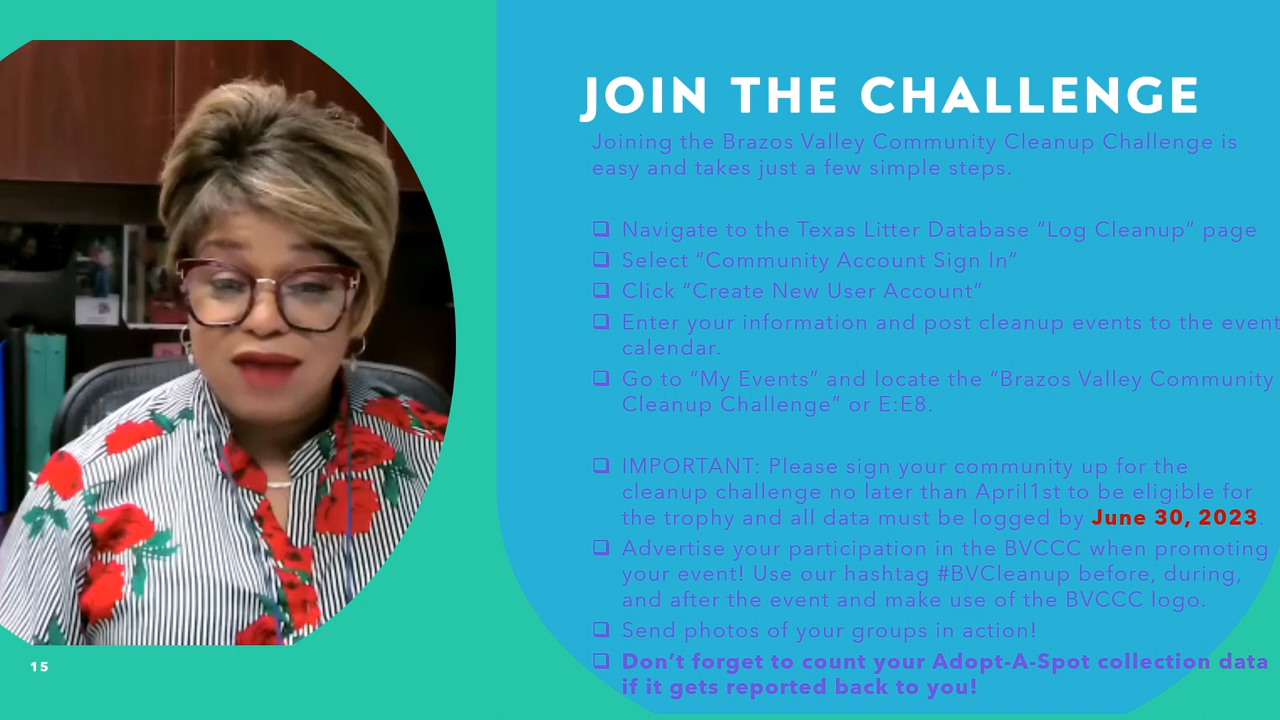 JOIN THE CHALLENGE
Joining the Brazos Valley Community Cleanup Challenge is
easy and takes just a few simple steps.
❑ Navigate to the Texas Litter Database “Log Cleanup” page
❑ Select “Community Account Sign In”
❑ Click “Create New User Account”
❑ Enter your information and post cleanup events to the event
calendar.
❑ Go to “My Events” and locate the “Brazos Valley Community
Cleanup Challenge” or E:E8.
❑ IMPORTANT: Please sign your community up for the
cleanup challenge no later than April1st to be eligible for
the trophy and all data must be logged by June 30, 2023.
❑ Advertise your participation in the BVCCC when promoting
your event! Use our hashtag #BVCleanup before, during,
and after the event and make use of the BVCCC logo.
❑ Send photos of your groups in action!
❑ Don’t forget to count your Adopt-A-Spot collection data
if it gets reported back to you!
15